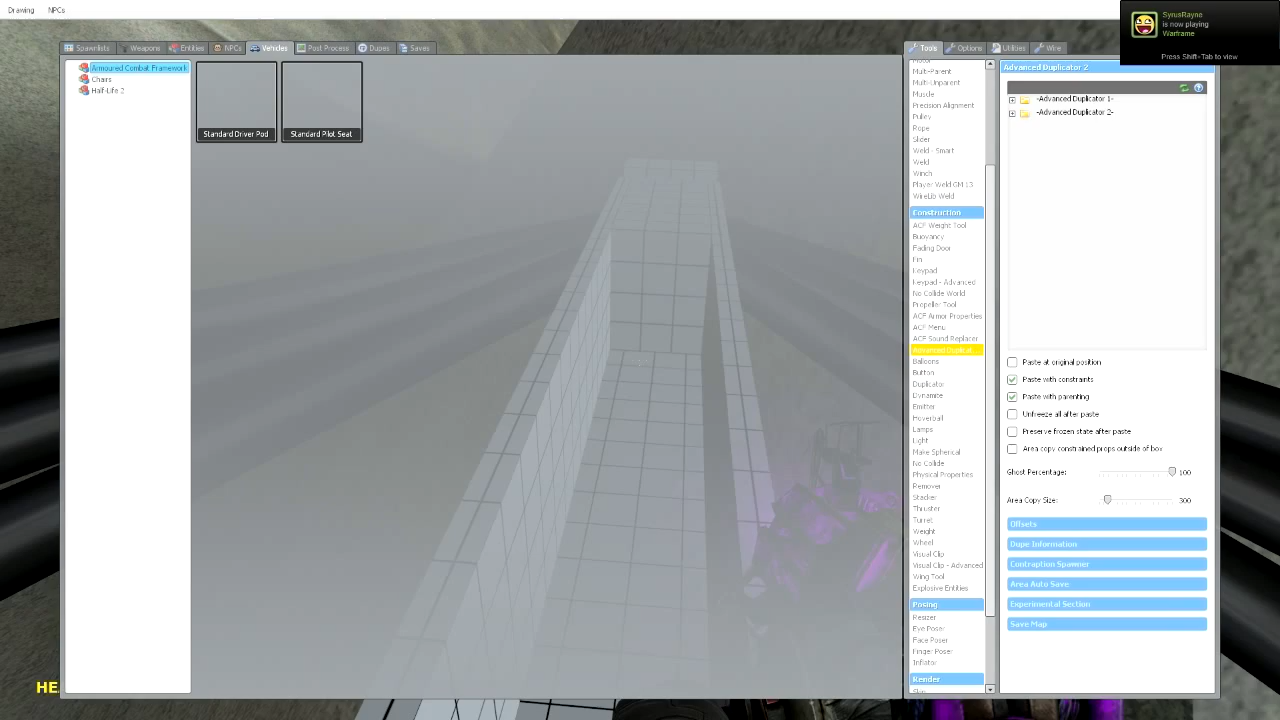 Drawing NPCs
SyrusRayne
is now playing
Warframe
Press Shift+Tab to view
Spawnlists Weapons Entities NPCs Vehicles Post Process Dupes Saves
Tools Options Utilities Wire
Armoured Combat Framework
Chairs
Half-Life 2
Standard Driver Pod
Standard Pilot Seat
Motor
Multi-Parent
Multi-Unparent
Muscle
Precision Alignment
Pulley
Rope
Slider
Weld - Smart
Weld
Winch
Player Weld GM 13
WireLib Weld
Construction
ACF Weight Tool
Buoyancy
Fading Door
Fin
Keypad
Keypad - Advanced
No Collide World
Propeller Tool
ACF Armor Properties
ACF Menu
ACF Sound Replacer
Advanced Duplicat...
Balloons
Button
Duplicator
Dynamite
Emitter
Hoverball
Lamps
Light
Make Spherical
No Collide
Physical Properties
Remover
Stacker
Thruster
Turret
Weight
Wheel
Visual Clip
Visual Clip - Advanced
Wing Tool
Explosive Entities
Posing
Resizer
Eye Poser
Face Poser
Finger Poser
Inflator
Render
Advanced Duplicator 2
-Advanced Duplicator 1-
-Advanced Duplicator 2-
Paste at original position
Paste with constraints
Paste with parenting
Unfreeze all after paste
Preserve frozen state after paste
Area copy constrained props outside of box
Ghost Percentage: 100
Area Copy Size: 300
Offsets
Dupe Information
Contraption Spawner
Area Auto Save
Experimental Section
Save Map